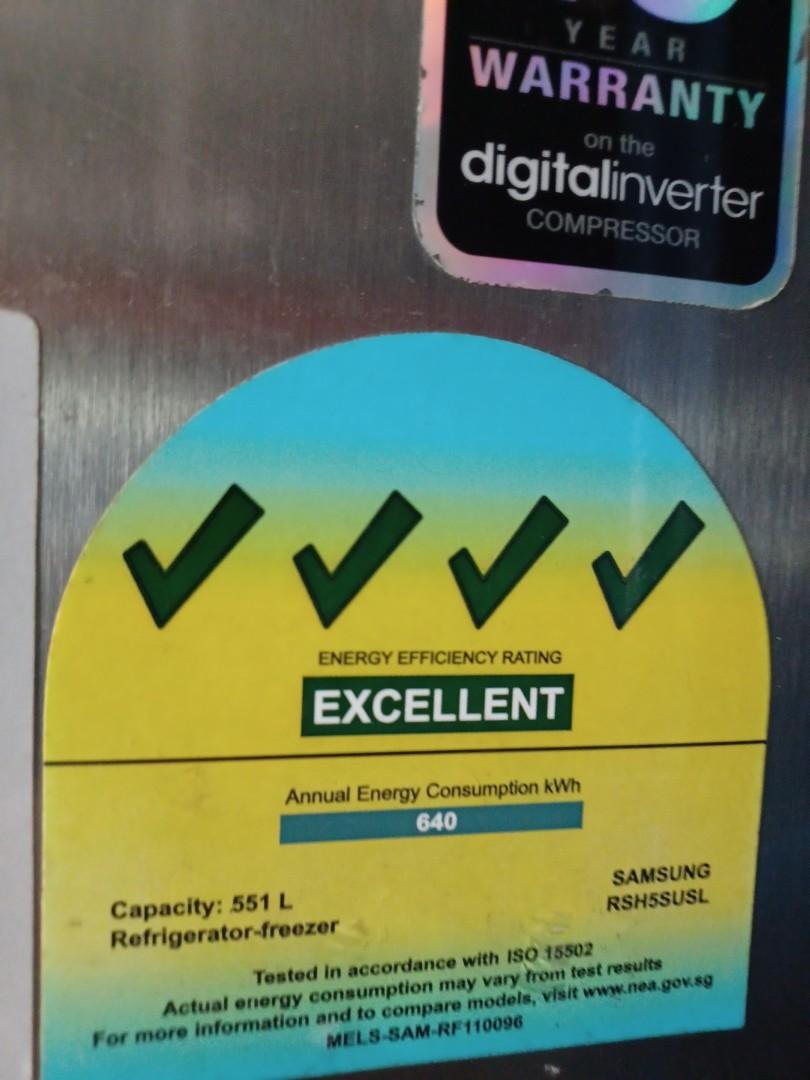 YEAR
WARRANTY
on the
digitalinverter
COMPRESSOR
ENERGY EFFICIENCY RATING
EXCELLENT
Annual Energy Consumption kWh
640
Capacity: 551 L
Refrigerator-freezer
SAMSUNG
RSH5SUSL
Tested in accordance with ISO 15502
Actual energy consumption may vary from test results
For more information and to compare models, visit www.nea.gov.sg
MELS-SAM-RF110096